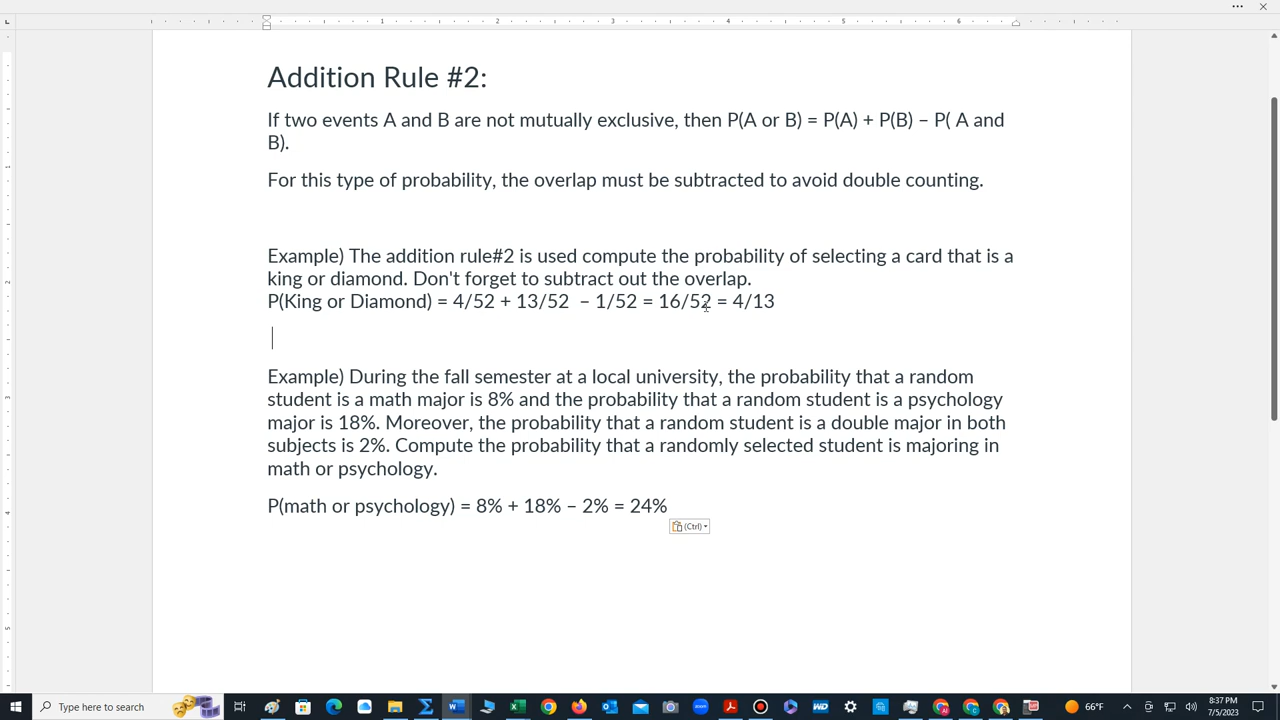 1
2
3
4
5
6
Addition Rule #2:
If two events A and B are not mutually exclusive, then P(A or B) = P(A) + P(B) – P( A and
B).
For this type of probability, the overlap must be subtracted to avoid double counting.
Example) The addition rule#2 is used compute the probability of selecting a card that is a
king or diamond. Don't forget to subtract out the overlap.
P(King or Diamond) = 4/52 + 13/52  – 1/52 = 16/52 = 4/13
Example) During the fall semester at a local university, the probability that a random
student is a math major is 8% and the probability that a random student is a psychology
major is 18%. Moreover, the probability that a random student is a double major in both
subjects is 2%. Compute the probability that a randomly selected student is majoring in
math or psychology.
P(math or psychology) = 8% + 18% – 2% = 24%
(Ctrl)
Type here to search
66°F
8:37 PM
7/5/2023